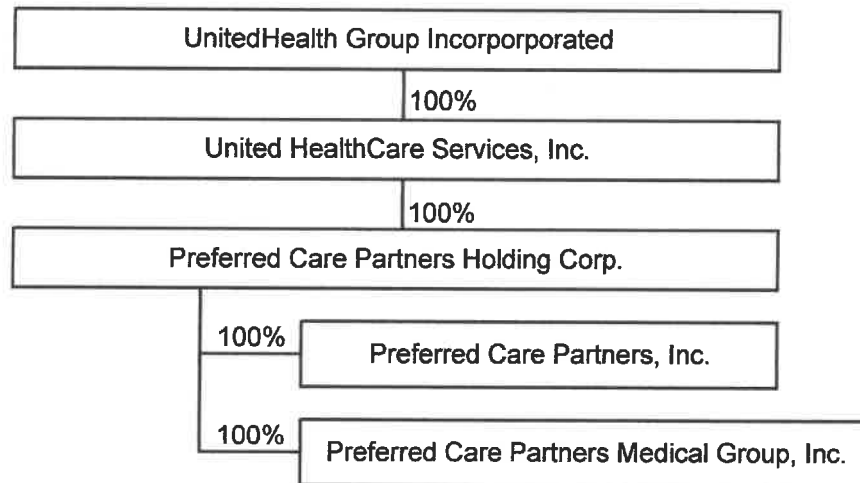 UnitedHealth Group Incorporporated
100%
United HealthCare Services, Inc.
100%
Preferred Care Partners Holding Corp.
100%
Preferred Care Partners, Inc.
100%
Preferred Care Partners Medical Group, Inc.